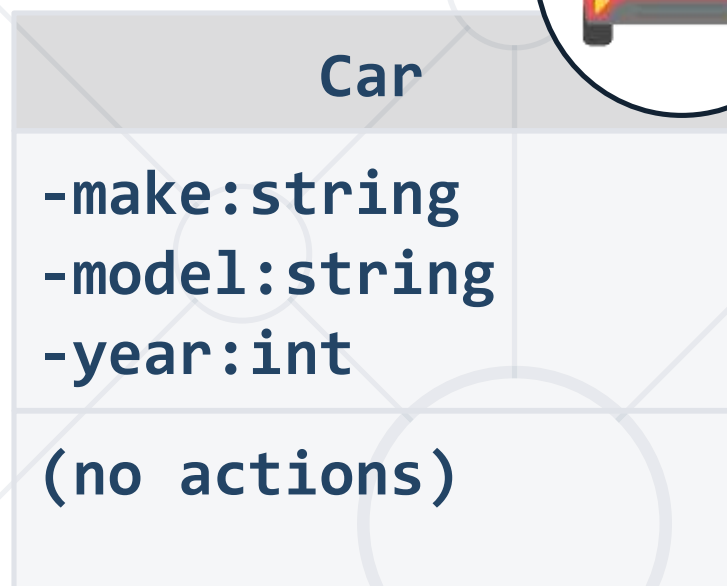 Car
-make:string
-model:string
-year:int
(no actions)